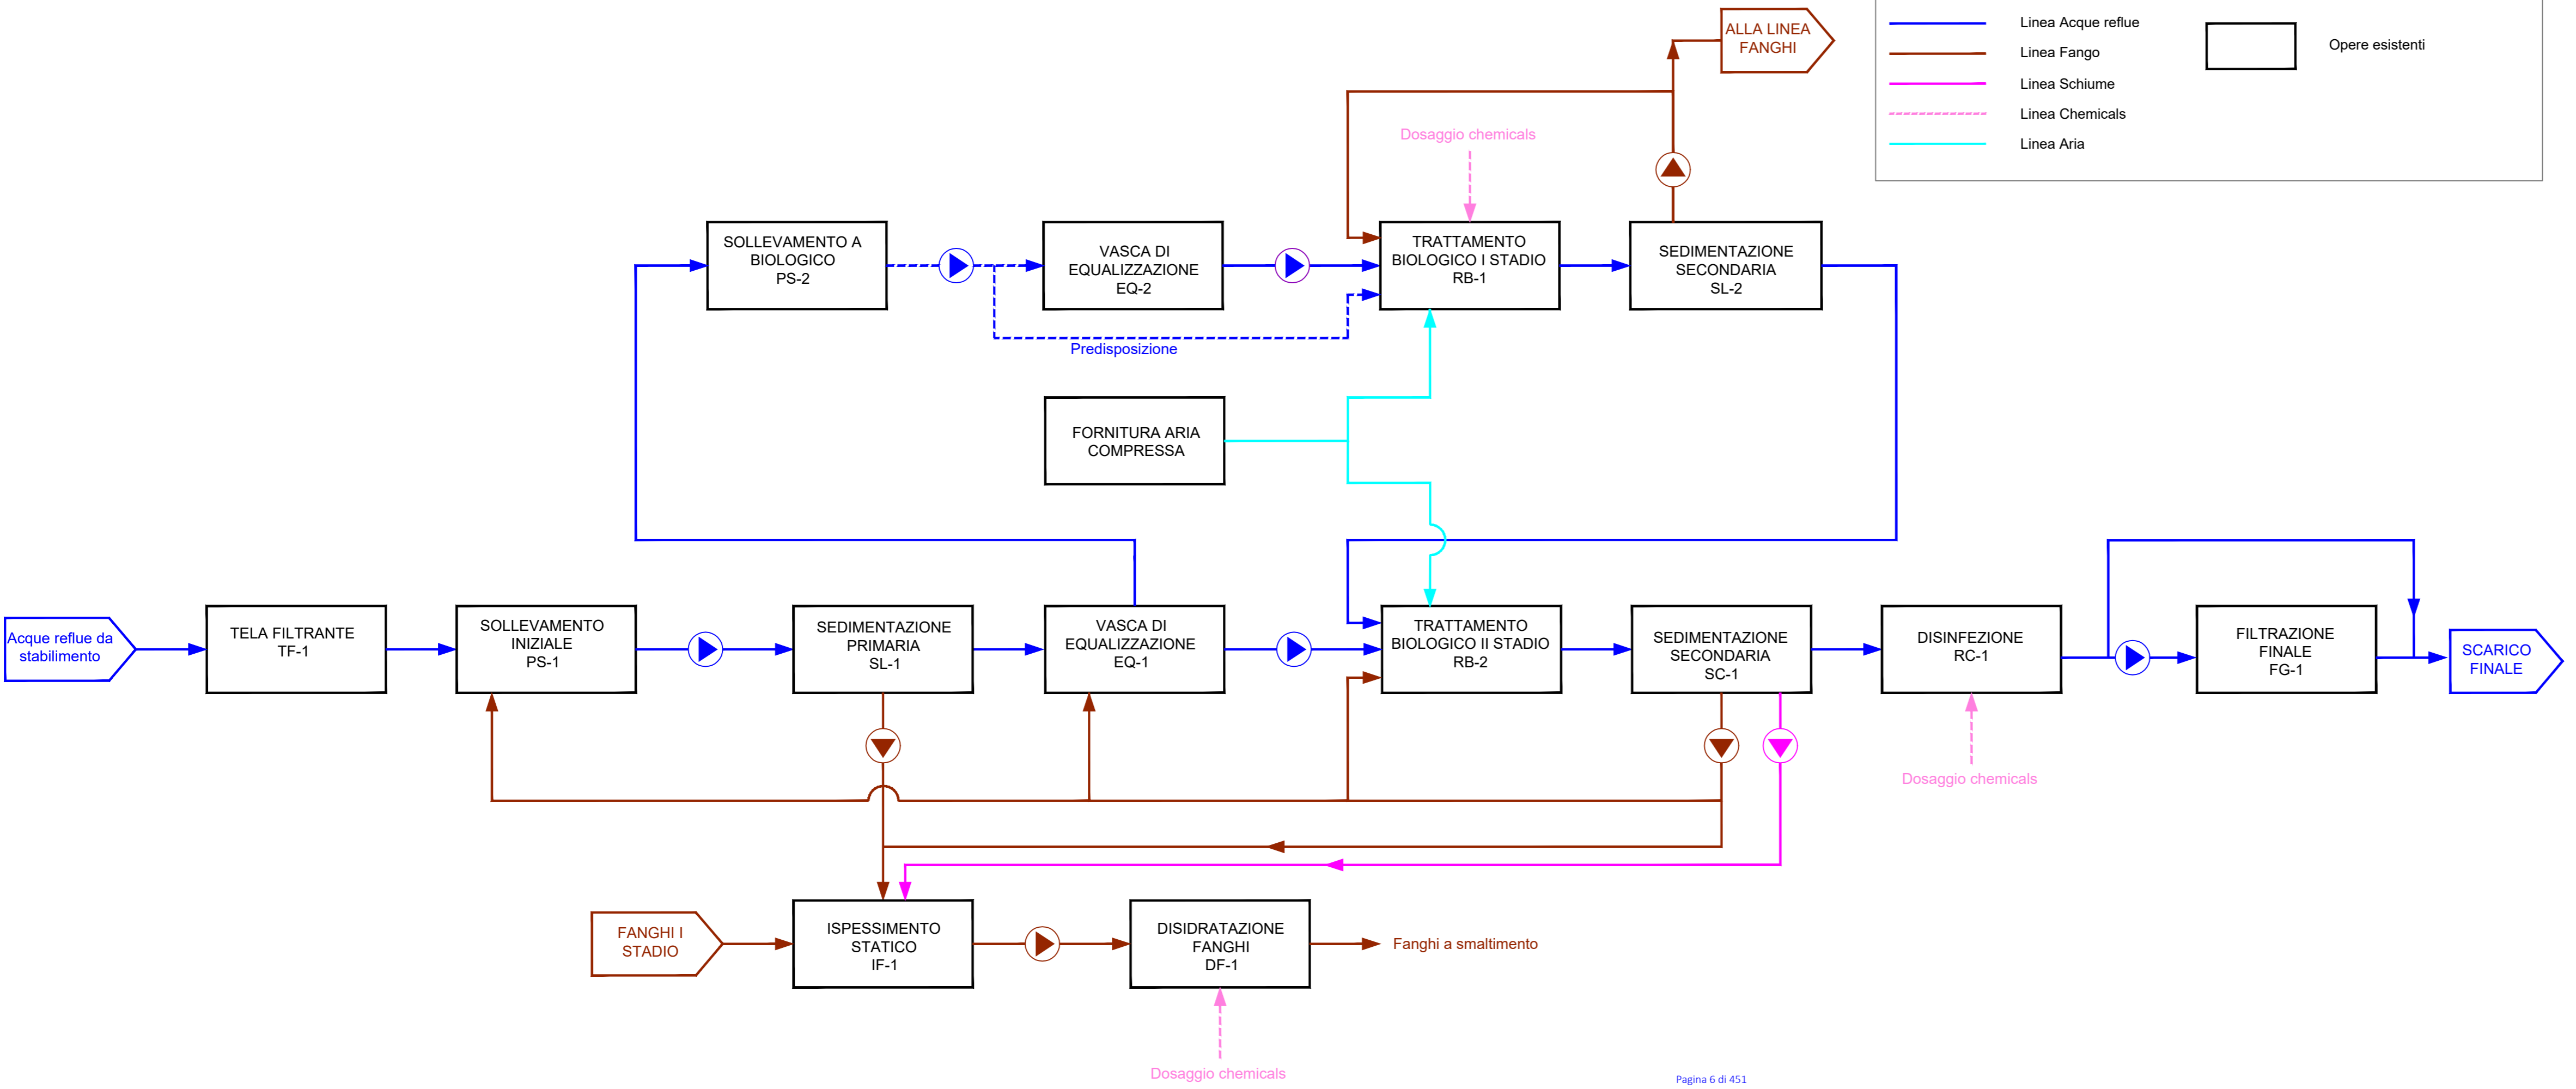 ALLA LINEA
FANGHI
Linea Acque reflue
Linea Fango
Linea Schiume
Linea Chemicals
Linea Aria
Opere esistenti
Dosaggio chemicals
SOLLEVAMENTO A
BIOLOGICO
PS-2
VASCA DI
EQUALIZZAZIONE
EQ-2
TRATTAMENTO
BIOLOGICO I STADIO
RB-1
SEDIMENTAZIONE
SECONDARIA
SL-2
Predisposizione
FORNITURA ARIA
COMPRESSA
Acque reflue da
stabilimento
TELA FILTRANTE
TF-1
SOLLEVAMENTO
INIZIALE
PS-1
SEDIMENTAZIONE
PRIMARIA
SL-1
VASCA DI
EQUALIZZAZIONE
EQ-1
TRATTAMENTO
BIOLOGICO II STADIO
RB-2
SEDIMENTAZIONE
SECONDARIA
SC-1
DISINFEZIONE
RC-1
FILTRAZIONE
FINALE
FG-1
SCARICO
FINALE
Dosaggio chemicals
FANGHI I
STADIO
ISPESSIMENTO
STATICO
IF-1
DISIDRATAZIONE
FANGHI
DF-1
Fanghi a smaltimento
Dosaggio chemicals
Pagina 6 di 451